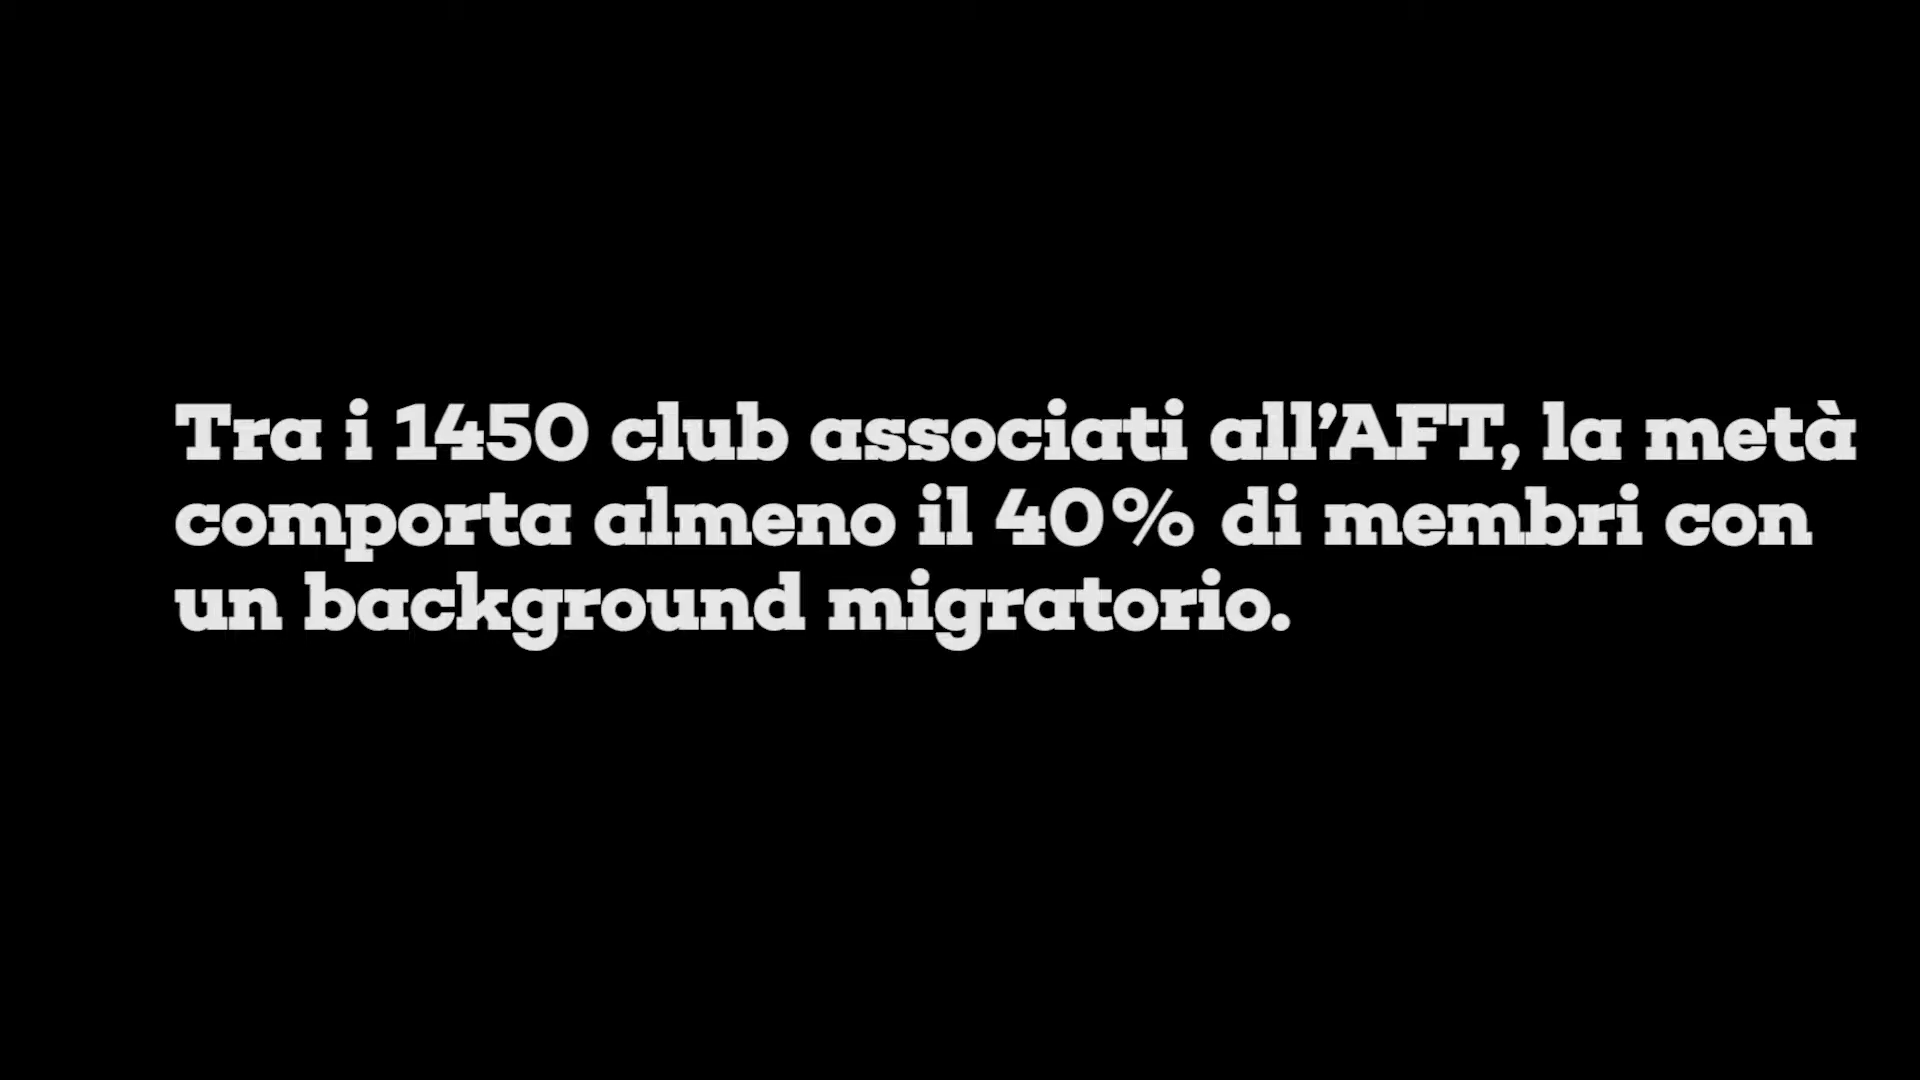 Tra i 1450 club associati all’AFT, la metà
comporta almeno il 40% di membri con
un background migratorio.